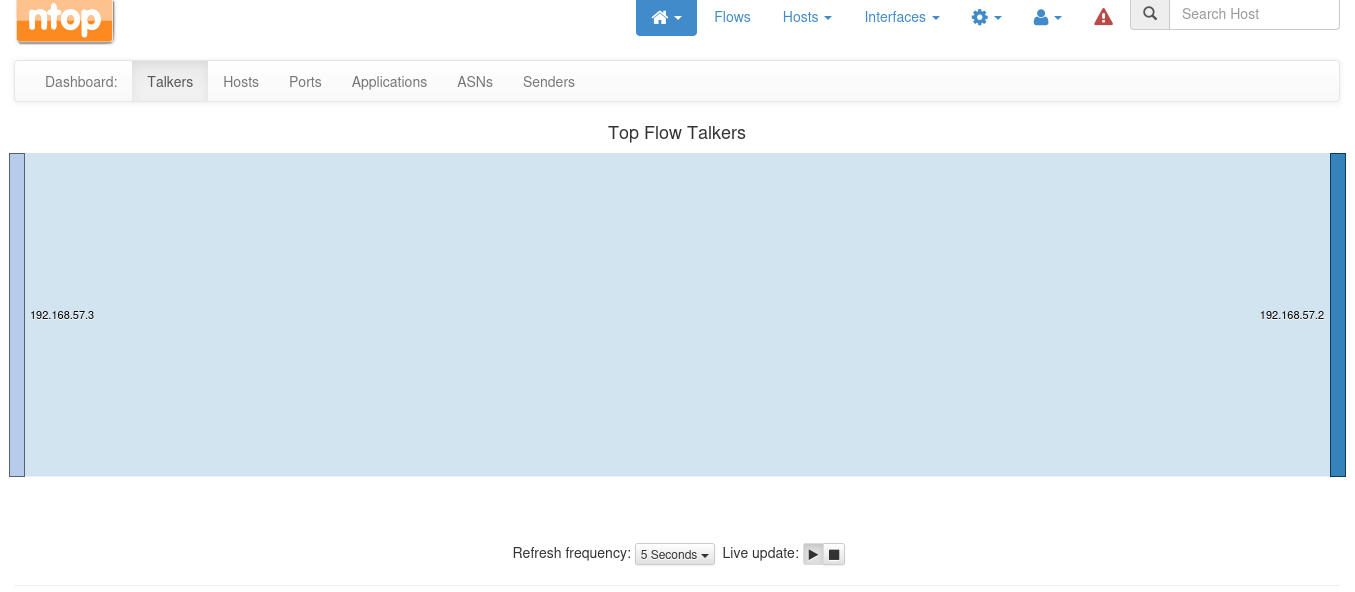 ntop
Flows Hosts Interfaces Search Host
Dashboard: Talkers Hosts Ports Applications ASNs Senders
Top Flow Talkers
192.168.57.3 192.168.57.2
Refresh frequency: 5 Seconds Live update: